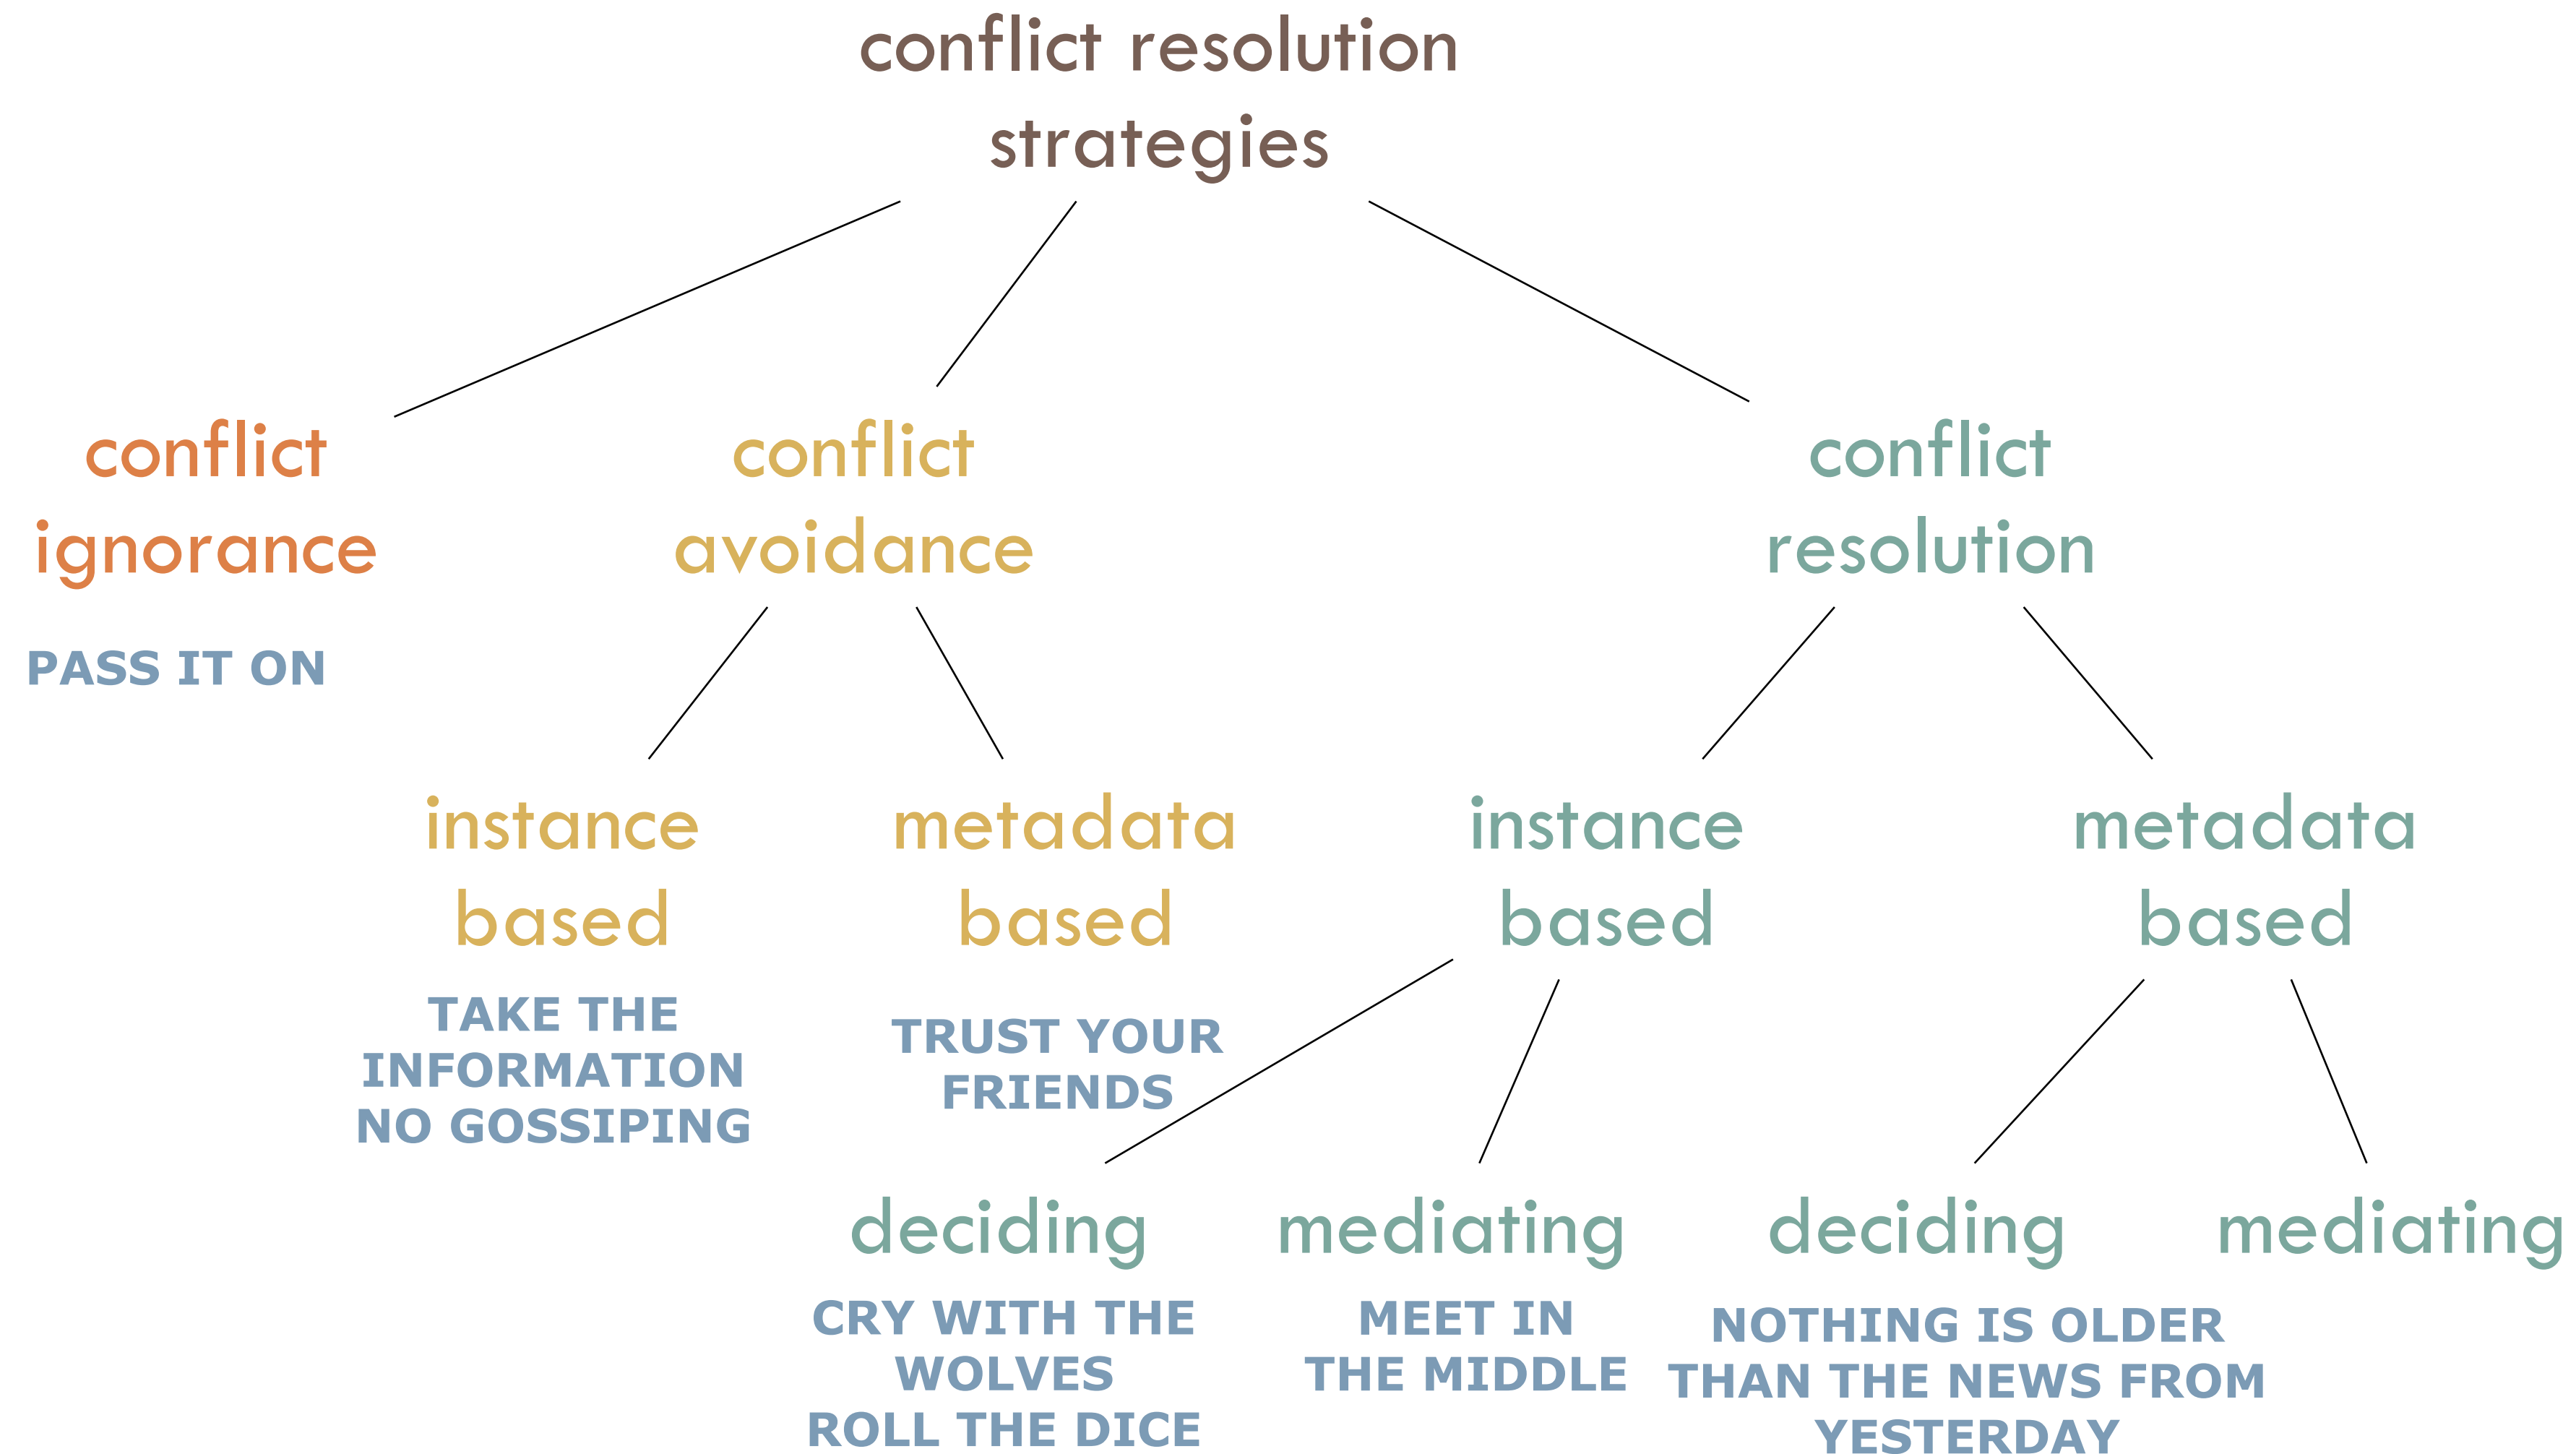 conflict resolution
strategies
conflict
ignorance
PASS IT ON
conflict
avoidance
conflict
resolution
instance
based
TAKE THE
INFORMATION
NO GOSSIPING
metadata
based
TRUST YOUR
FRIENDS
instance
based
metadata
based
deciding
CRY WITH THE
WOLVES
ROLL THE DICE
mediating
MEET IN
THE MIDDLE
deciding
NOTHING IS OLDER
THAN THE NEWS FROM
YESTERDAY
mediating